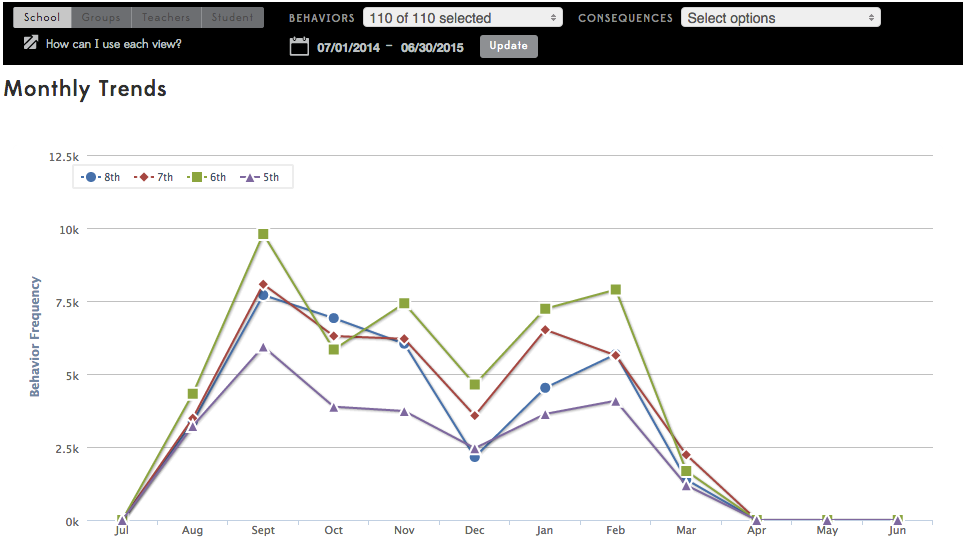 School Groups Teachers Student BEHAVIORS 110 of 110 selected CONSEQUENCES Select options
How can I use each view? 07/01/2014 – 06/30/2015 Update
Monthly Trends
12.5k
8th 7th 6th 5th
10k
7.5k
Behavior Frequency
5k
2.5k
0k
Jul Aug Sept Oct Nov Dec Jan Feb Mar Apr May Jun